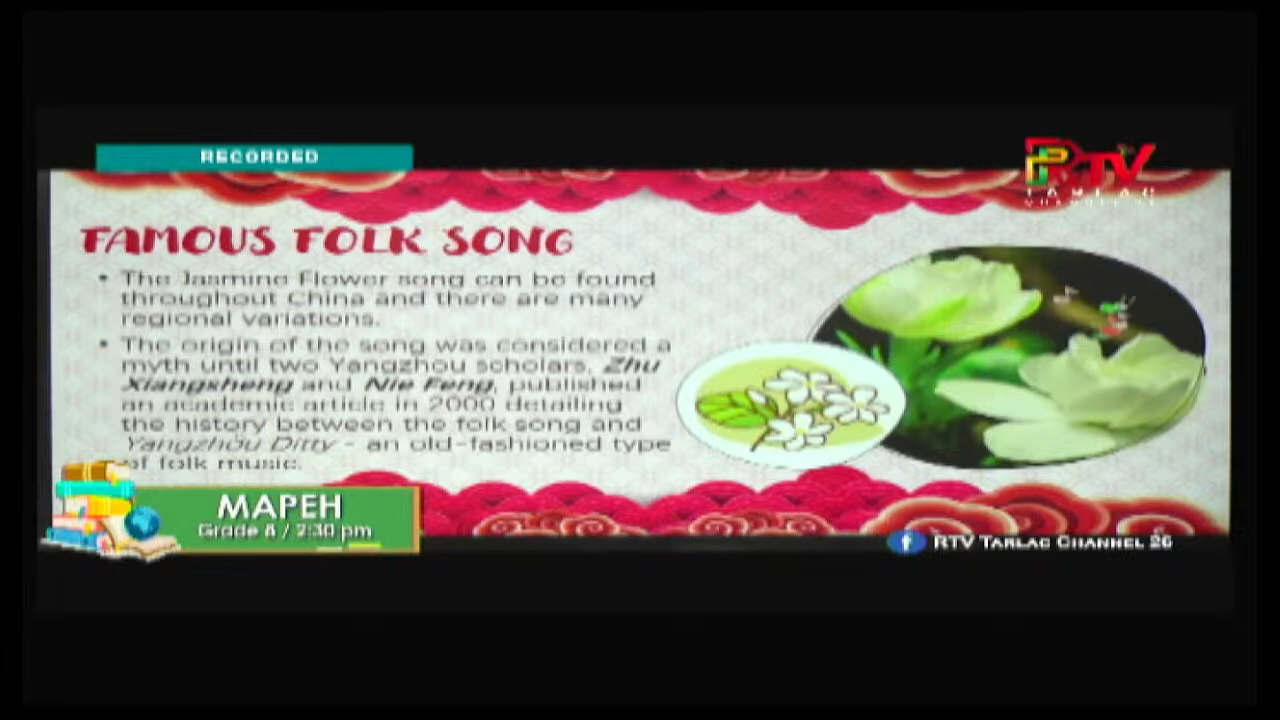 RECORDED
RTV
TARLAC
FAMOUS FOLK SONG
• The Jasmine Flower song can be found
throughout China and there are many
regional variations.
• The origin of the song was considered a
myth until two Yangzhou scholars, Zhu
Xiangsheng and Nie Feng, published
an academic article in 2000 detailing
the history between the folk song and
Yangzhou Ditty - an old-fashioned type
of folk music.
MAPEH
Grade 8 / 2:30 pm
RTV TARLAC CHANNEL 26